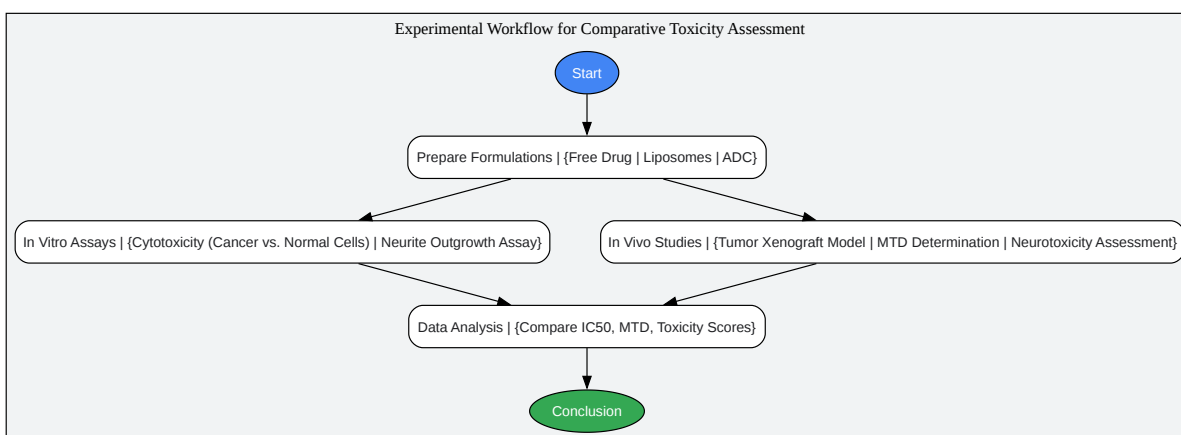 Experimental Workflow for Comparative Toxicity Assessment
Start
Prepare Formulations | {Free Drug | Liposomes | ADC}
In Vitro Assays | {Cytotoxicity (Cancer vs. Normal Cells) | Neurite Outgrowth Assay}
In Vivo Studies | {Tumor Xenograft Model | MTD Determination | Neurotoxicity Assessment}
Data Analysis | {Compare IC50, MTD, Toxicity Scores}
Conclusion